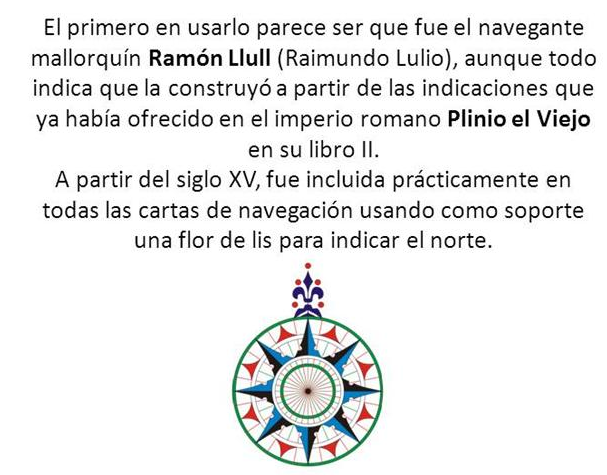 El primero en usarlo parece ser que fue el navegante
mallorquín Ramón Llull (Raimundo Lulio), aunque todo
indica que la construyó a partir de las indicaciones que
ya había ofrecido en el imperio romano Plinio el Viejo
en su libro II.
A partir del siglo XV, fue incluida prácticamente en
todas las cartas de navegación usando como soporte
una flor de lis para indicar el norte.